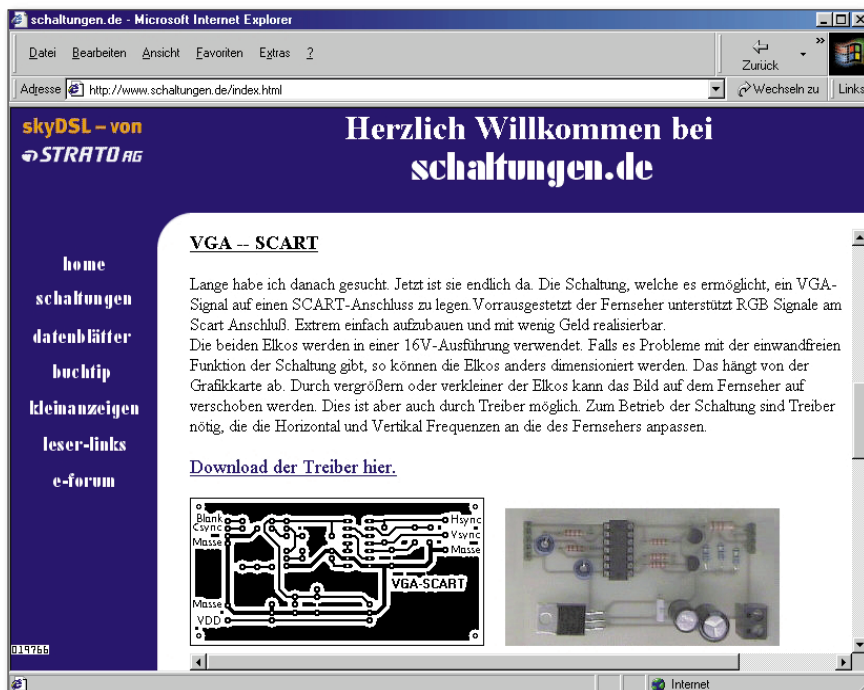 schaltungen.de - Microsoft Internet Explorer
Datei Bearbeiten Ansicht Favoriten Extras ?
Zurück
»
Adresse http://www.schaltungen.de/index.html
Wechseln zu
Links
skyDSL – von
STRATO AG
Herzlich Willkommen bei
schaltungen.de
home
schaltungen
datenblätter
buchtip
kleinanzeigen
leser-links
e-forum
019766
VGA -- SCART
Lange habe ich danach gesucht. Jetzt ist sie endlich da. Die Schaltung, welche es ermöglicht, ein VGA-
Signal auf einen SCART-Anschluss zu legen.Vorrausgestetzt der Fernseher unterstützt RGB Signale am
Scart Anschluß. Extrem einfach aufzubauen und mit wenig Geld realisierbar.
Die beiden Elkos werden in einer 16V-Ausführung verwendet. Falls es Probleme mit der einwandfreien
Funktion der Schaltung gibt, so können die Elkos anders dimensioniert werden. Das hängt von der
Grafikkarte ab. Durch vergrößern oder verkleiner der Elkos kann das Bild auf dem Fernseher auf
verschoben werden. Dies ist aber auch durch Treiber möglich. Zum Betrieb der Schaltung sind Treiber
nötig, die die Horizontal und Vertikal Frequenzen an die des Fernsehers anpassen.
Download der Treiber hier.
Blank
Csync
Masse
Masse
VDD
Hsync
Vsync
Masse
VGA-SCART
Internet